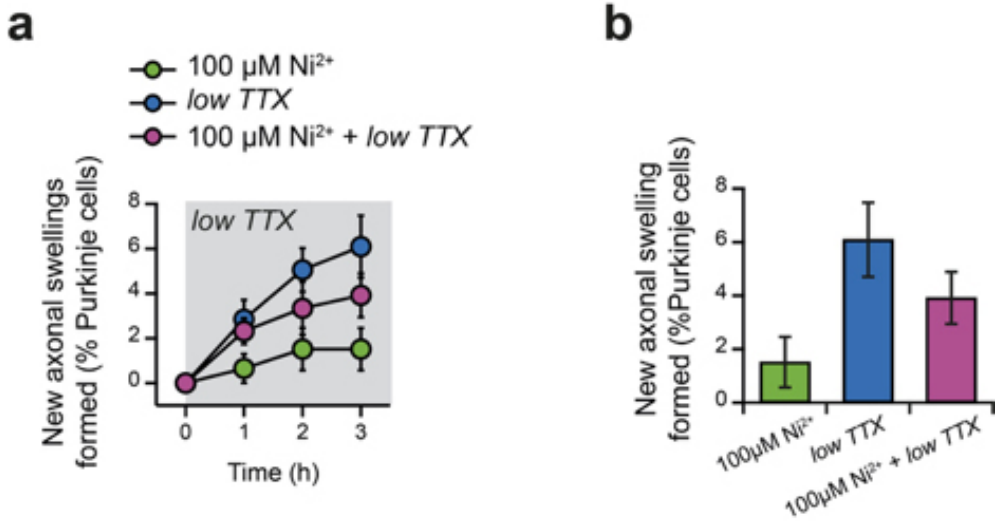 a
100 µM Ni²⁺
low TTX
100 µM Ni²⁺ + low TTX
New axonal swellings
formed (% Purkinje cells)
8
6
4
2
0
low TTX
0 1 2 3
Time (h)
b
New axonal swelling
formed (%Purkinje cells)
8
6
4
2
0
100µM Ni²⁺
low TTX
100µM Ni²⁺ + low TTX